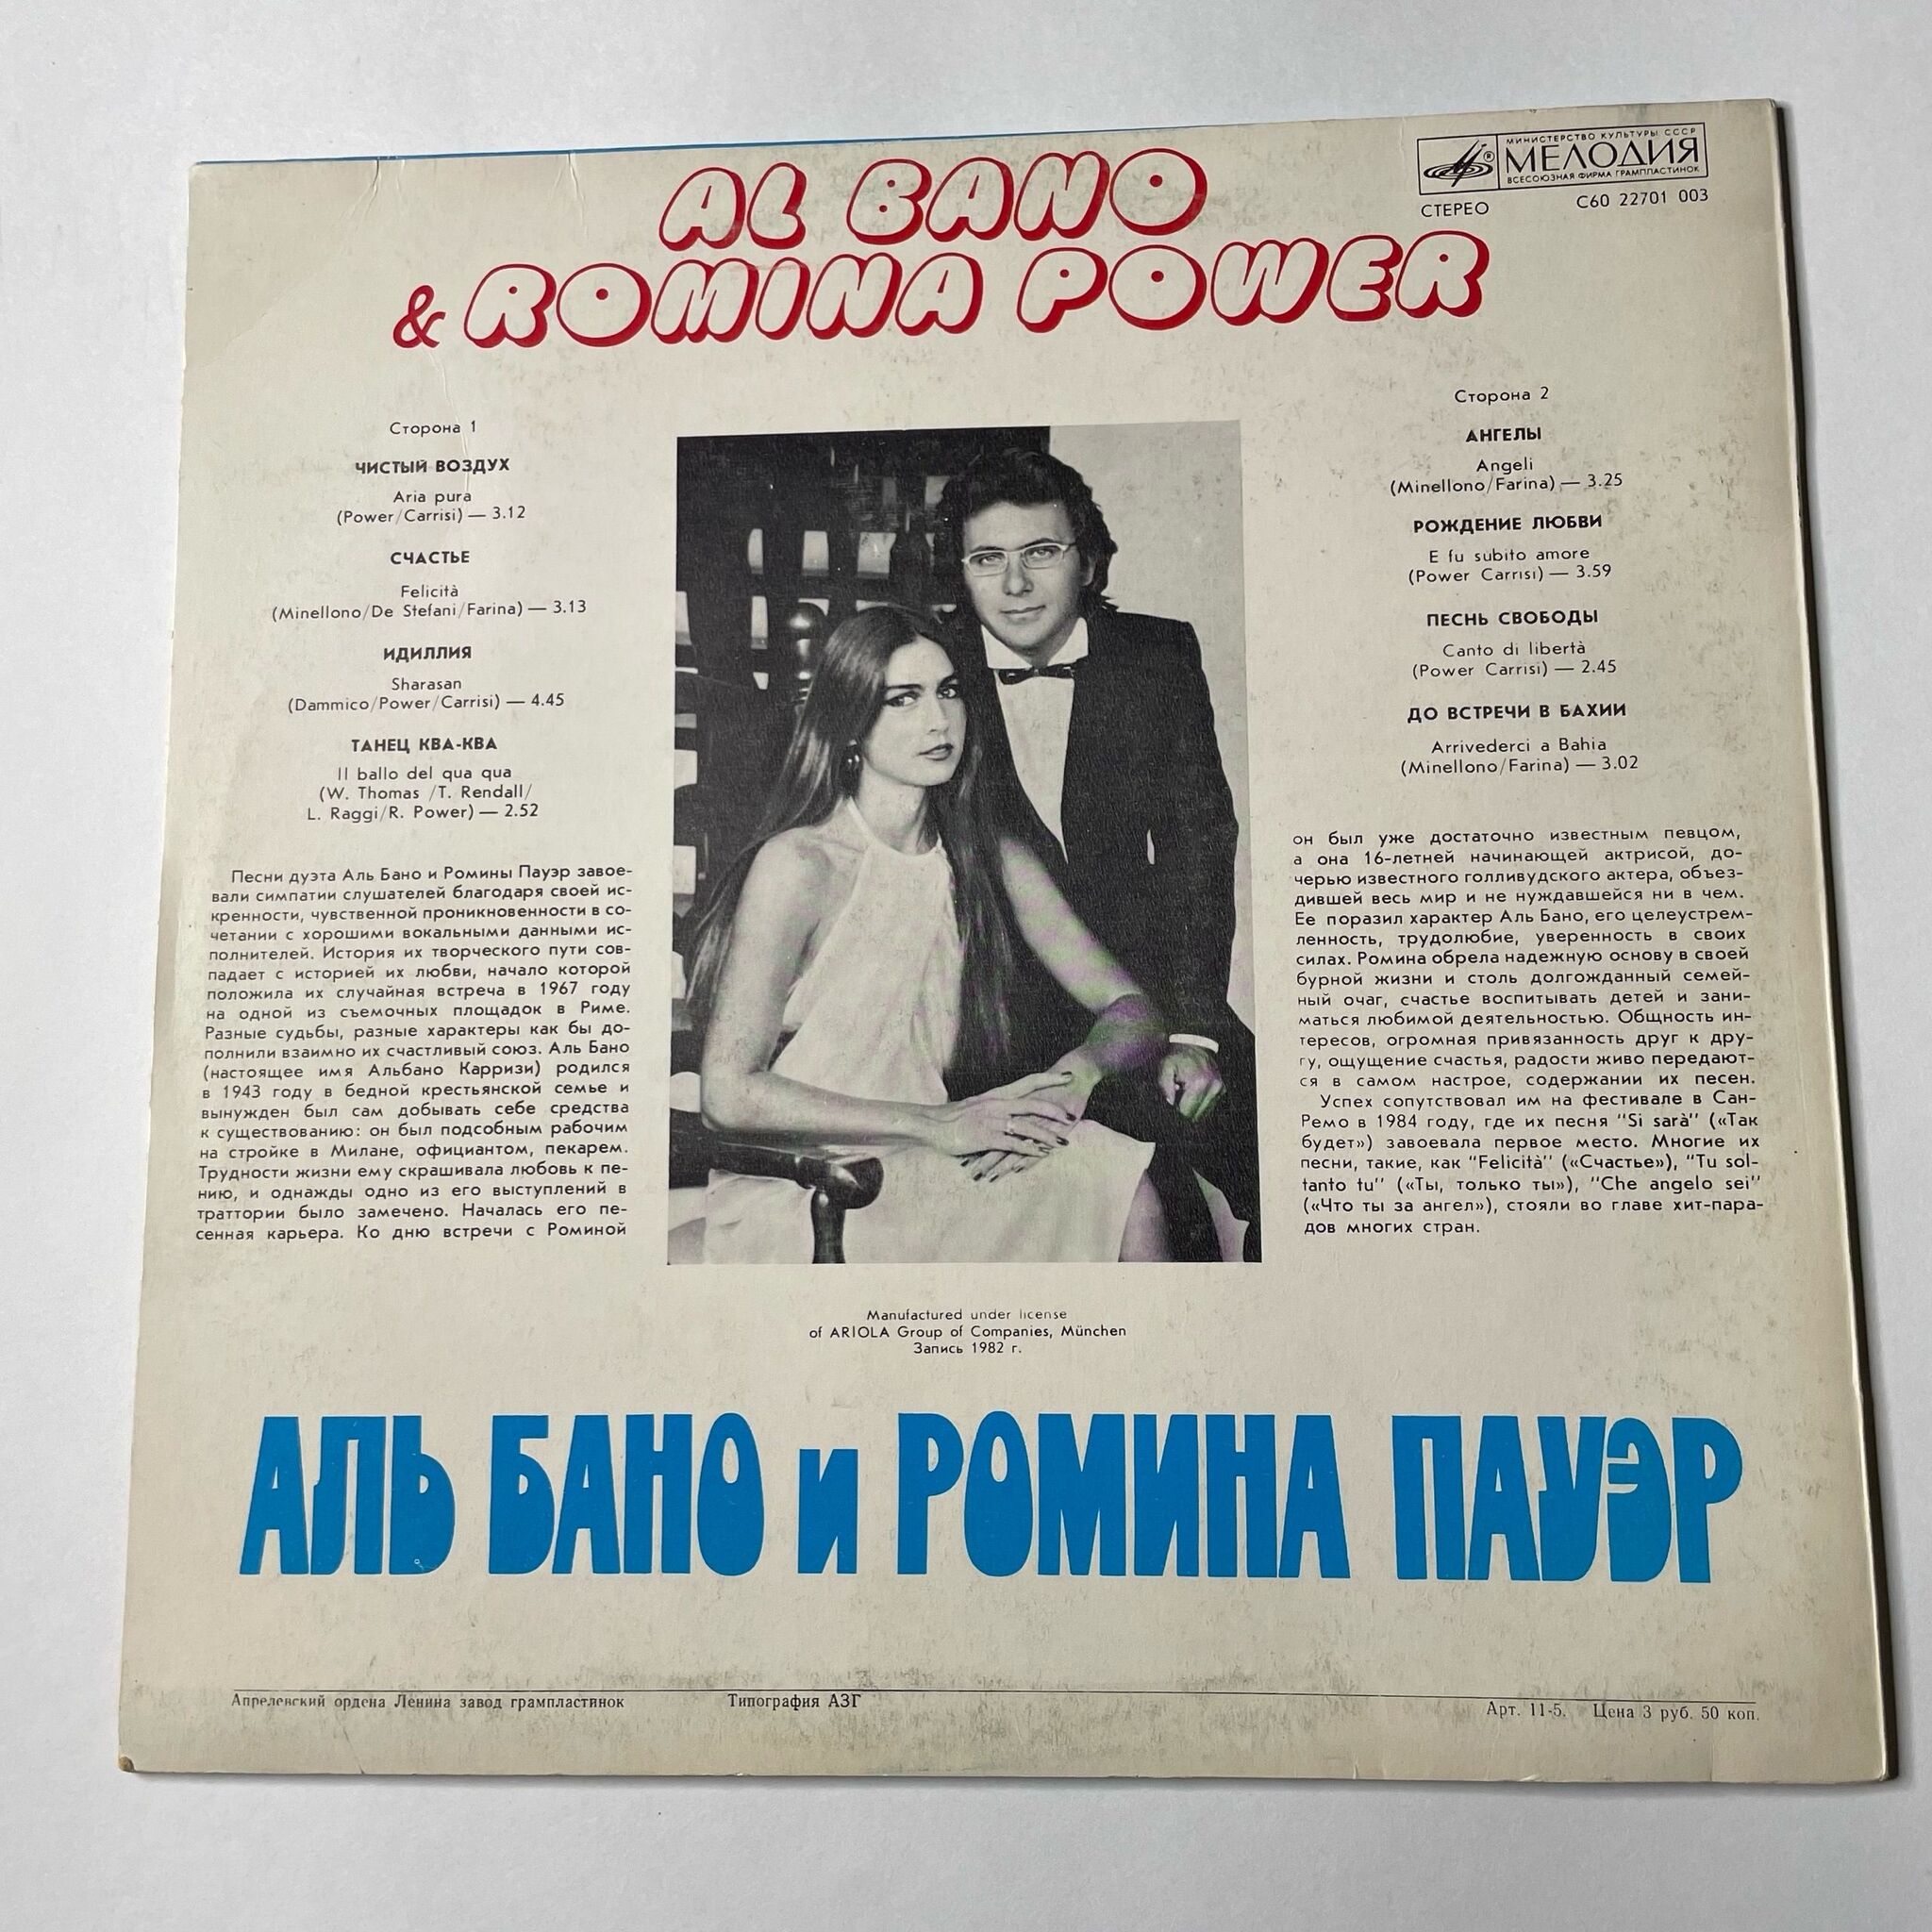 AL BANO
& ROMINA POWER
МИНИСТЕРСТВО КУЛЬТУРЫ СССР
МЕЛОДИЯ
ВСЕСОЮЗНАЯ ФИРМА ГРАМПЛАСТИНОК
СТЕРЕО С60 22701 003
Сторона 1
ЧИСТЫЙ ВОЗДУХ
Aria pura
(Power/Carrisi) — 3.12
СЧАСТЬЕ
Felicità
(Minellono/De Stefani/Farina) — 3.13
ИДИЛЛИЯ
Sharasan
(Dammico/Power/Carrisi) — 4.45
ТАНЕЦ КВА-КВА
Il ballo del qua qua
(W. Thomas /T. Rendall/
L. Raggi/R. Power) — 2.52
Песни дуэта Аль Бано и Ромины Пауэр завое-
вали симпатии слушателей благодаря своей ис-
кренности, чувственной проникновенности в со-
четании с хорошими вокальными данными ис-
полнителей. История их творческого пути сов-
падает с историей их любви, начало которой
положила их случайная встреча в 1967 году
на одной из съемочных площадок в Риме.
Разные судьбы, разные характеры как бы до-
полнили взаимно их счастливый союз. Аль Бано
(настоящее имя Альбано Карризи) родился
в 1943 году в бедной крестьянской семье и
вынужден был сам добывать себе средства
к существованию: он был подсобным рабочим
на стройке в Милане, официантом, пекарем.
Трудности жизни ему скрашивала любовь к пе-
нию, и однажды одно из его выступлений в
траттории было замечено. Началась его пе-
сенная карьера. Ко дню встречи с Роминой
Сторона 2
АНГЕЛЫ
Angeli
(Minellono/Farina) — 3.25
РОЖДЕНИЕ ЛЮБВИ
E fu subito amore
(Power Carrisi) — 3.59
ПЕСНЬ СВОБОДЫ
Canto di libertà
(Power Carrisi) — 2.45
ДО ВСТРЕЧИ В БАХИИ
Arrivederci a Bahia
(Minellono/Farina) — 3.02
он был уже достаточно известным певцом,
а она 16-летней начинающей актрисой, до-
черью известного голливудского актера, объез-
дившей весь мир и не нуждавшейся ни в чем.
Ее поразил характер Аль Бано, его целеустрем-
ленность, трудолюбие, уверенность в своих
силах. Ромина обрела надежную основу в своей
бурной жизни и столь долгожданный семей-
ный очаг, счастье воспитывать детей и зани-
маться любимой деятельностью. Общность ин-
тересов, огромная привязанность друг к дру-
гу, ощущение счастья, радости живо передают-
ся в самом настрое, содержании их песен.
Успех сопутствовал им на фестивале в Сан-
Ремо в 1984 году, где их песня "Si sarà" («Так
будет») завоевала первое место. Многие их
песни, такие, как "Felicità" («Счастье»), "Tu sol-
tanto tu" («Ты, только ты»), "Che angelo sei"
(«Что ты за ангел»), стояли во главе хит-пара-
дов многих стран.
Manufactured under license
of ARIOLA Group of Companies, München
Запись 1982 г.
АЛЬ БАНО и РОМИНА ПАУЭР
Апрелевский ордена Ленина завод грампластинок Типография АЗГ Арт. 11-5. Цена 3 руб. 50 коп.